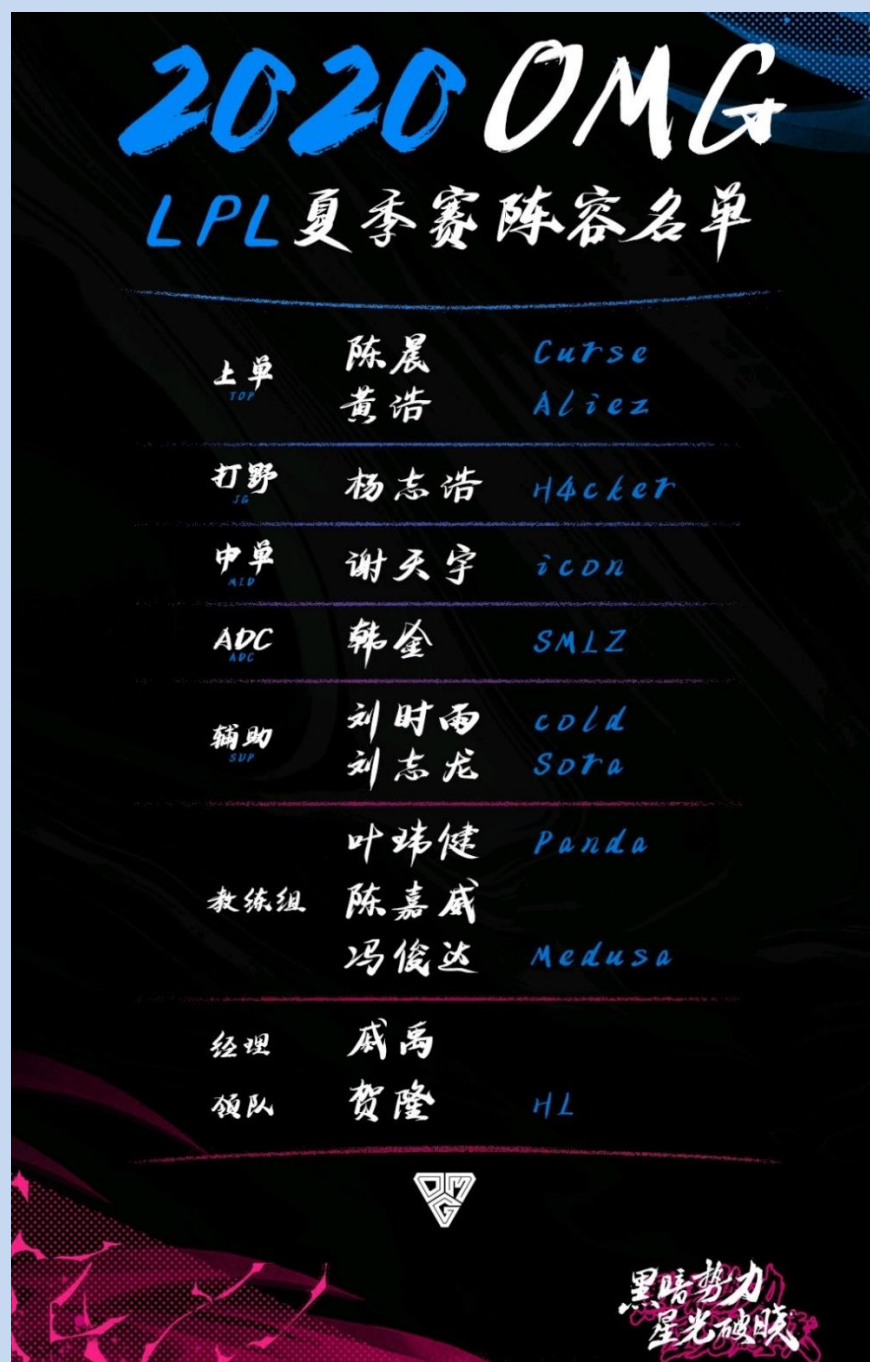 2020 OMG
LPL夏季赛阵容名单
上单 陈晨 Curse
TOP 黄浩 Aliez
打野 杨志浩 H4cker
JG
中单 谢天宇 icon
MID
ADC 韩金 SMLZ
ADC
辅助 刘时雨 cold
SUP 刘志龙 Sora
叶玮健 Panda
教练组 陈嘉威
冯俊达 Medusa
经理 戚禹
领队 贺隆 HL
OMG
黑暗势力
星光破晓